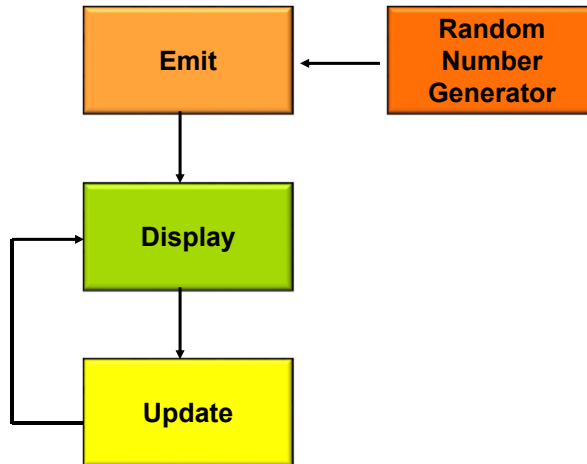 Emit
Random
Number
Generator
Display
Update